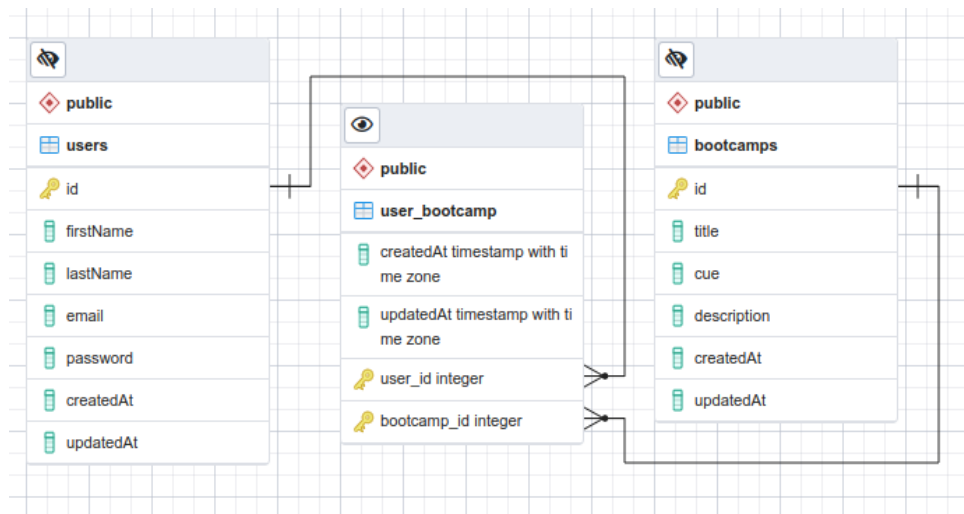 public
users
id
firstName
lastName
email
password
createdAt
updatedAt
public
user_bootcamp
createdAt timestamp with ti
me zone
updatedAt timestamp with ti
me zone
user_id integer
bootcamp_id integer
public
bootcamps
id
title
cue
description
createdAt
updatedAt